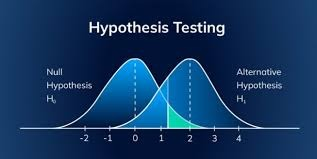 Hypothesis Testing
Null
Hypothesis
H₀
Alternative
Hypothesis
H₁
-2 -1 0 1 2 3 4